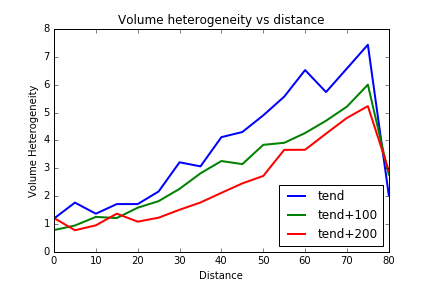 Volume heterogeneity vs distance
8
7
6
5
4
3
2
1
0
Volume Heterogeneity
tend
tend+100
tend+200
0 10 20 30 40 50 60 70 80
Distance